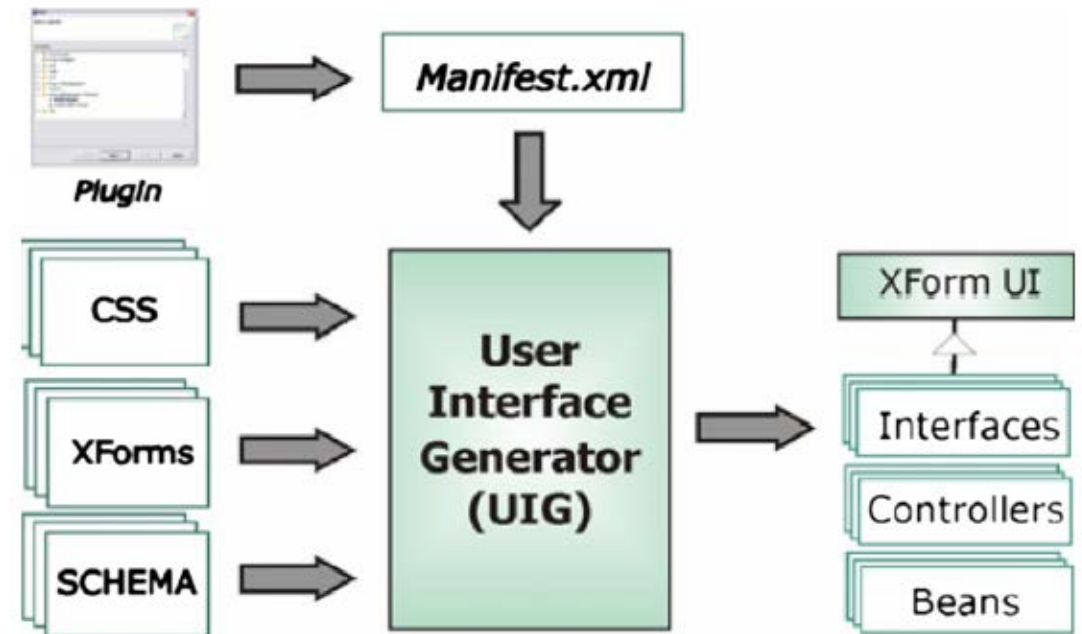 Manifest.xml
Plugin
CSS
XForms
SCHEMA
User
Interface
Generator
(UIG)
XForm UI
Interfaces
Controllers
Beans